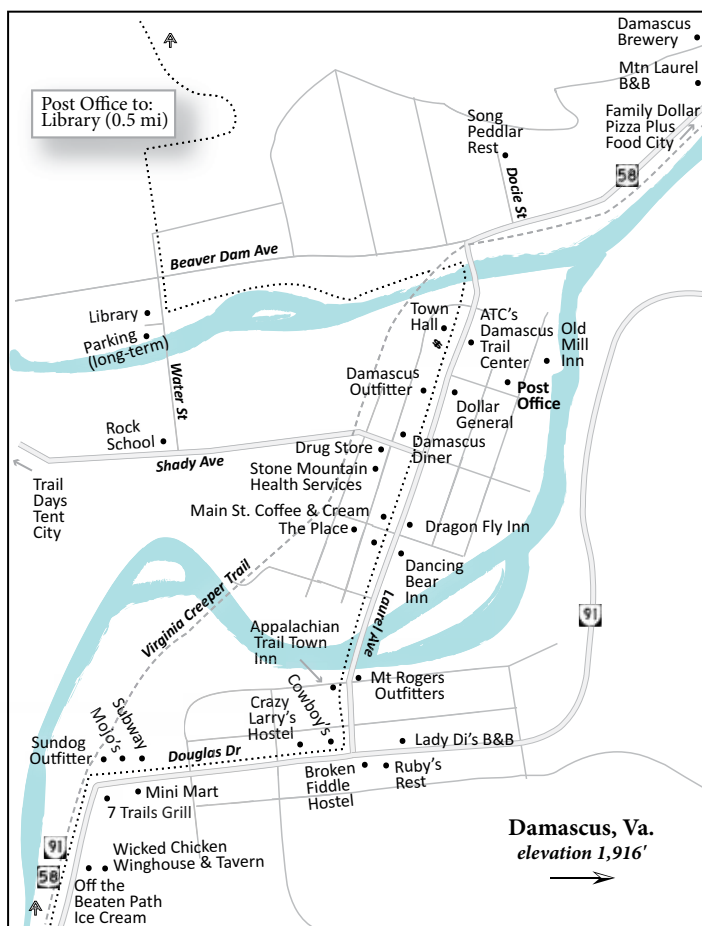 Damascus
Brewery
Mtn Laurel
B&B
Family Dollar
Pizza Plus
Food City
Post Office to:
Library (0.5 mi)
Song
Peddlar
Rest
58
Docie St
Beaver Dam Ave
Library
Parking
(long-term)
Town
Hall
#
ATC's
Damascus
Trail
Center
Old
Mill
Inn
Water St
Damascus
Outfitter
Post
Office
Dollar
General
Rock
School
Shady Ave
Drug Store
Damascus
Diner
Stone Mountain
Health Services
Trail
Days
Tent
City
Main St. Coffee & Cream
The Place
Dragon Fly Inn
Dancing
Bear
Inn
Virginia Creeper Trail
Laurel Ave
91
Appalachian
Trail Town
Inn
Mt Rogers
Outfitters
Cowboy's
Crazy
Larry's
Hostel
Subway
Mojo's
Sundog
Outfitter
Douglas Dr
Lady Di's B&B
Broken
Fiddle
Hostel
Ruby's
Rest
Mini Mart
7 Trails Grill
Wicked Chicken
Winghouse & Tavern
91
58
Off the
Beaten Path
Ice Cream
Damascus, Va.
elevation 1,916'